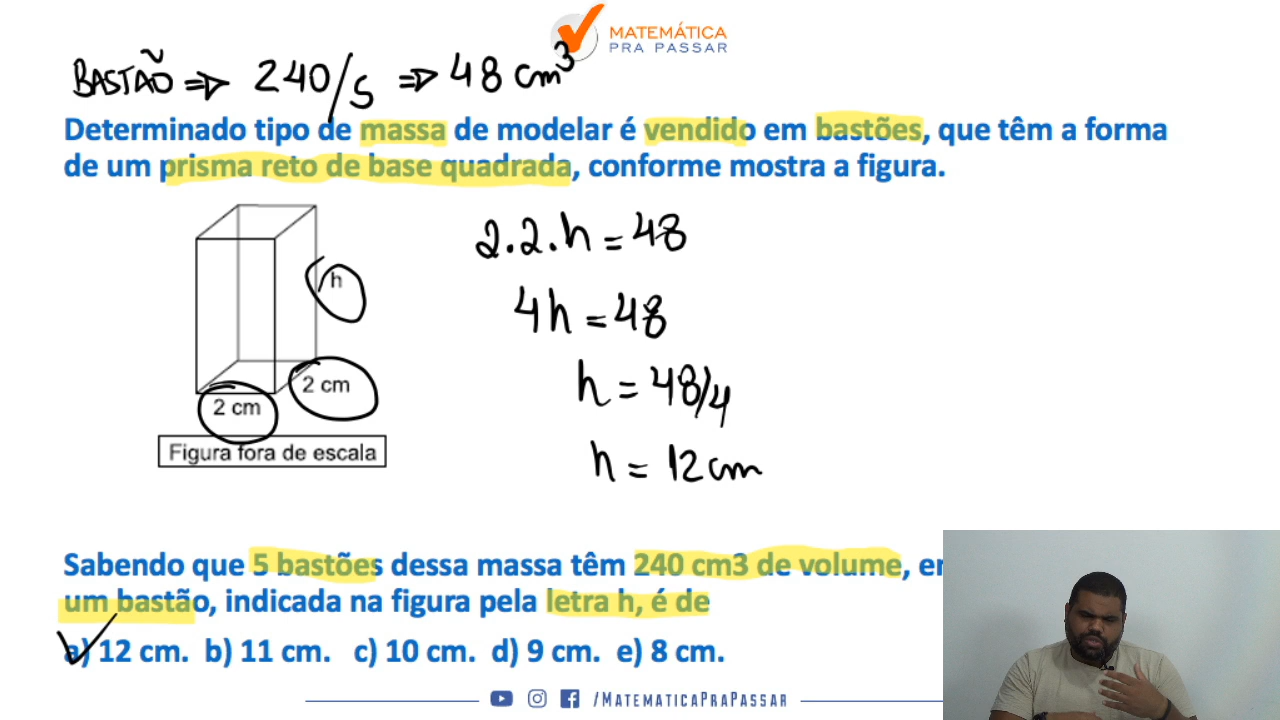 MATEMÁTICA
PRA PASSAR
BASTÃO ⇒ 240/5 ⇒ 48 cm³
Determinado tipo de massa de modelar é vendido em bastões, que têm a forma
de um prisma reto de base quadrada, conforme mostra a figura.
2.2.h = 48
h
4h = 48
2 cm
h = 48/4
2 cm
Figura fora de escala
h = 12 cm
Sabendo que 5 bastões dessa massa têm 240 cm3 de volume,
um bastão, indicada na figura pela letra h, é de
a) 12 cm. b) 11 cm. c) 10 cm. d) 9 cm. e) 8 cm.
/MATEMATICAPRAPASSAR